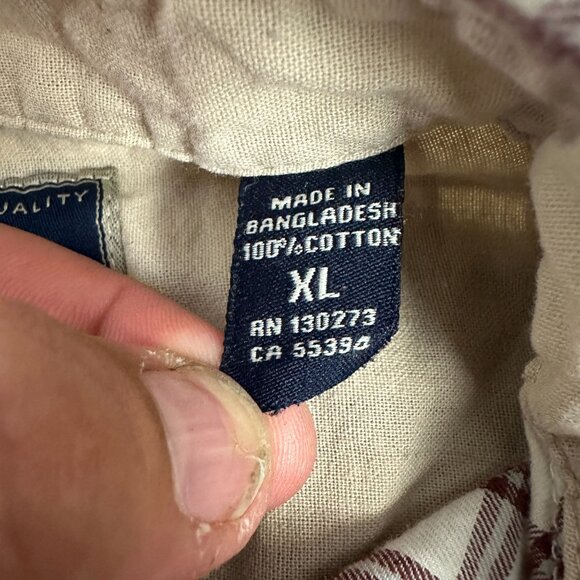 UALITY
MADE IN
BANGLADESH
100% COTTON
XL
RN 130273
CA 55394